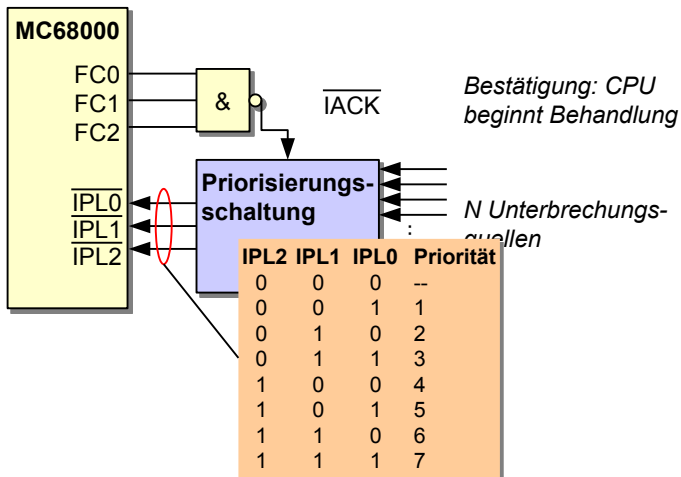 MC68000
FC0
FC1
FC2
&
IACK
Bestätigung: CPU
beginnt Behandlung
IPL0
IPL1
IPL2
Priorisierungs-
schaltung
N Unterbrechungs-
quellen
:
IPL2 IPL1 IPL0 Priorität
0 0 0 --
0 0 1 1
0 1 0 2
0 1 1 3
1 0 0 4
1 0 1 5
1 1 0 6
1 1 1 7